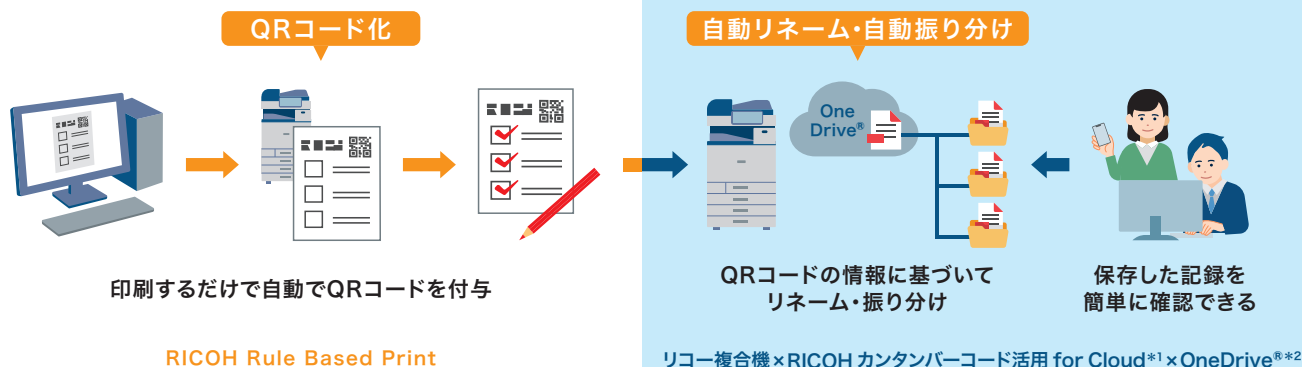 QRコード化
自動リネーム・自動振り分け
One
Drive®
印刷するだけで自動でQRコードを付与
QRコードの情報に基づいて
リネーム・振り分け
保存した記録を
簡単に確認できる
RICOH Rule Based Print
リコー複合機×RICOH カンタンバーコード活用 for Cloud*1×OneDrive®*2